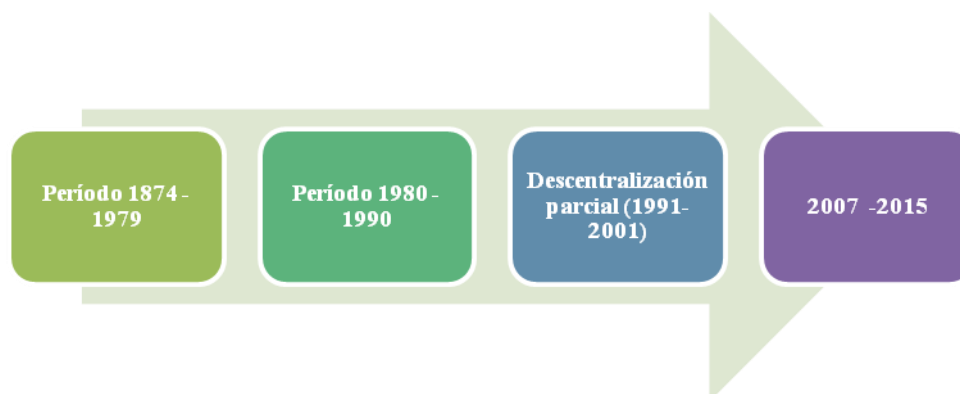 Período 1874 -
1979
Período 1980 -
1990
Descentralización
parcial (1991-
2001)
2007 -2015